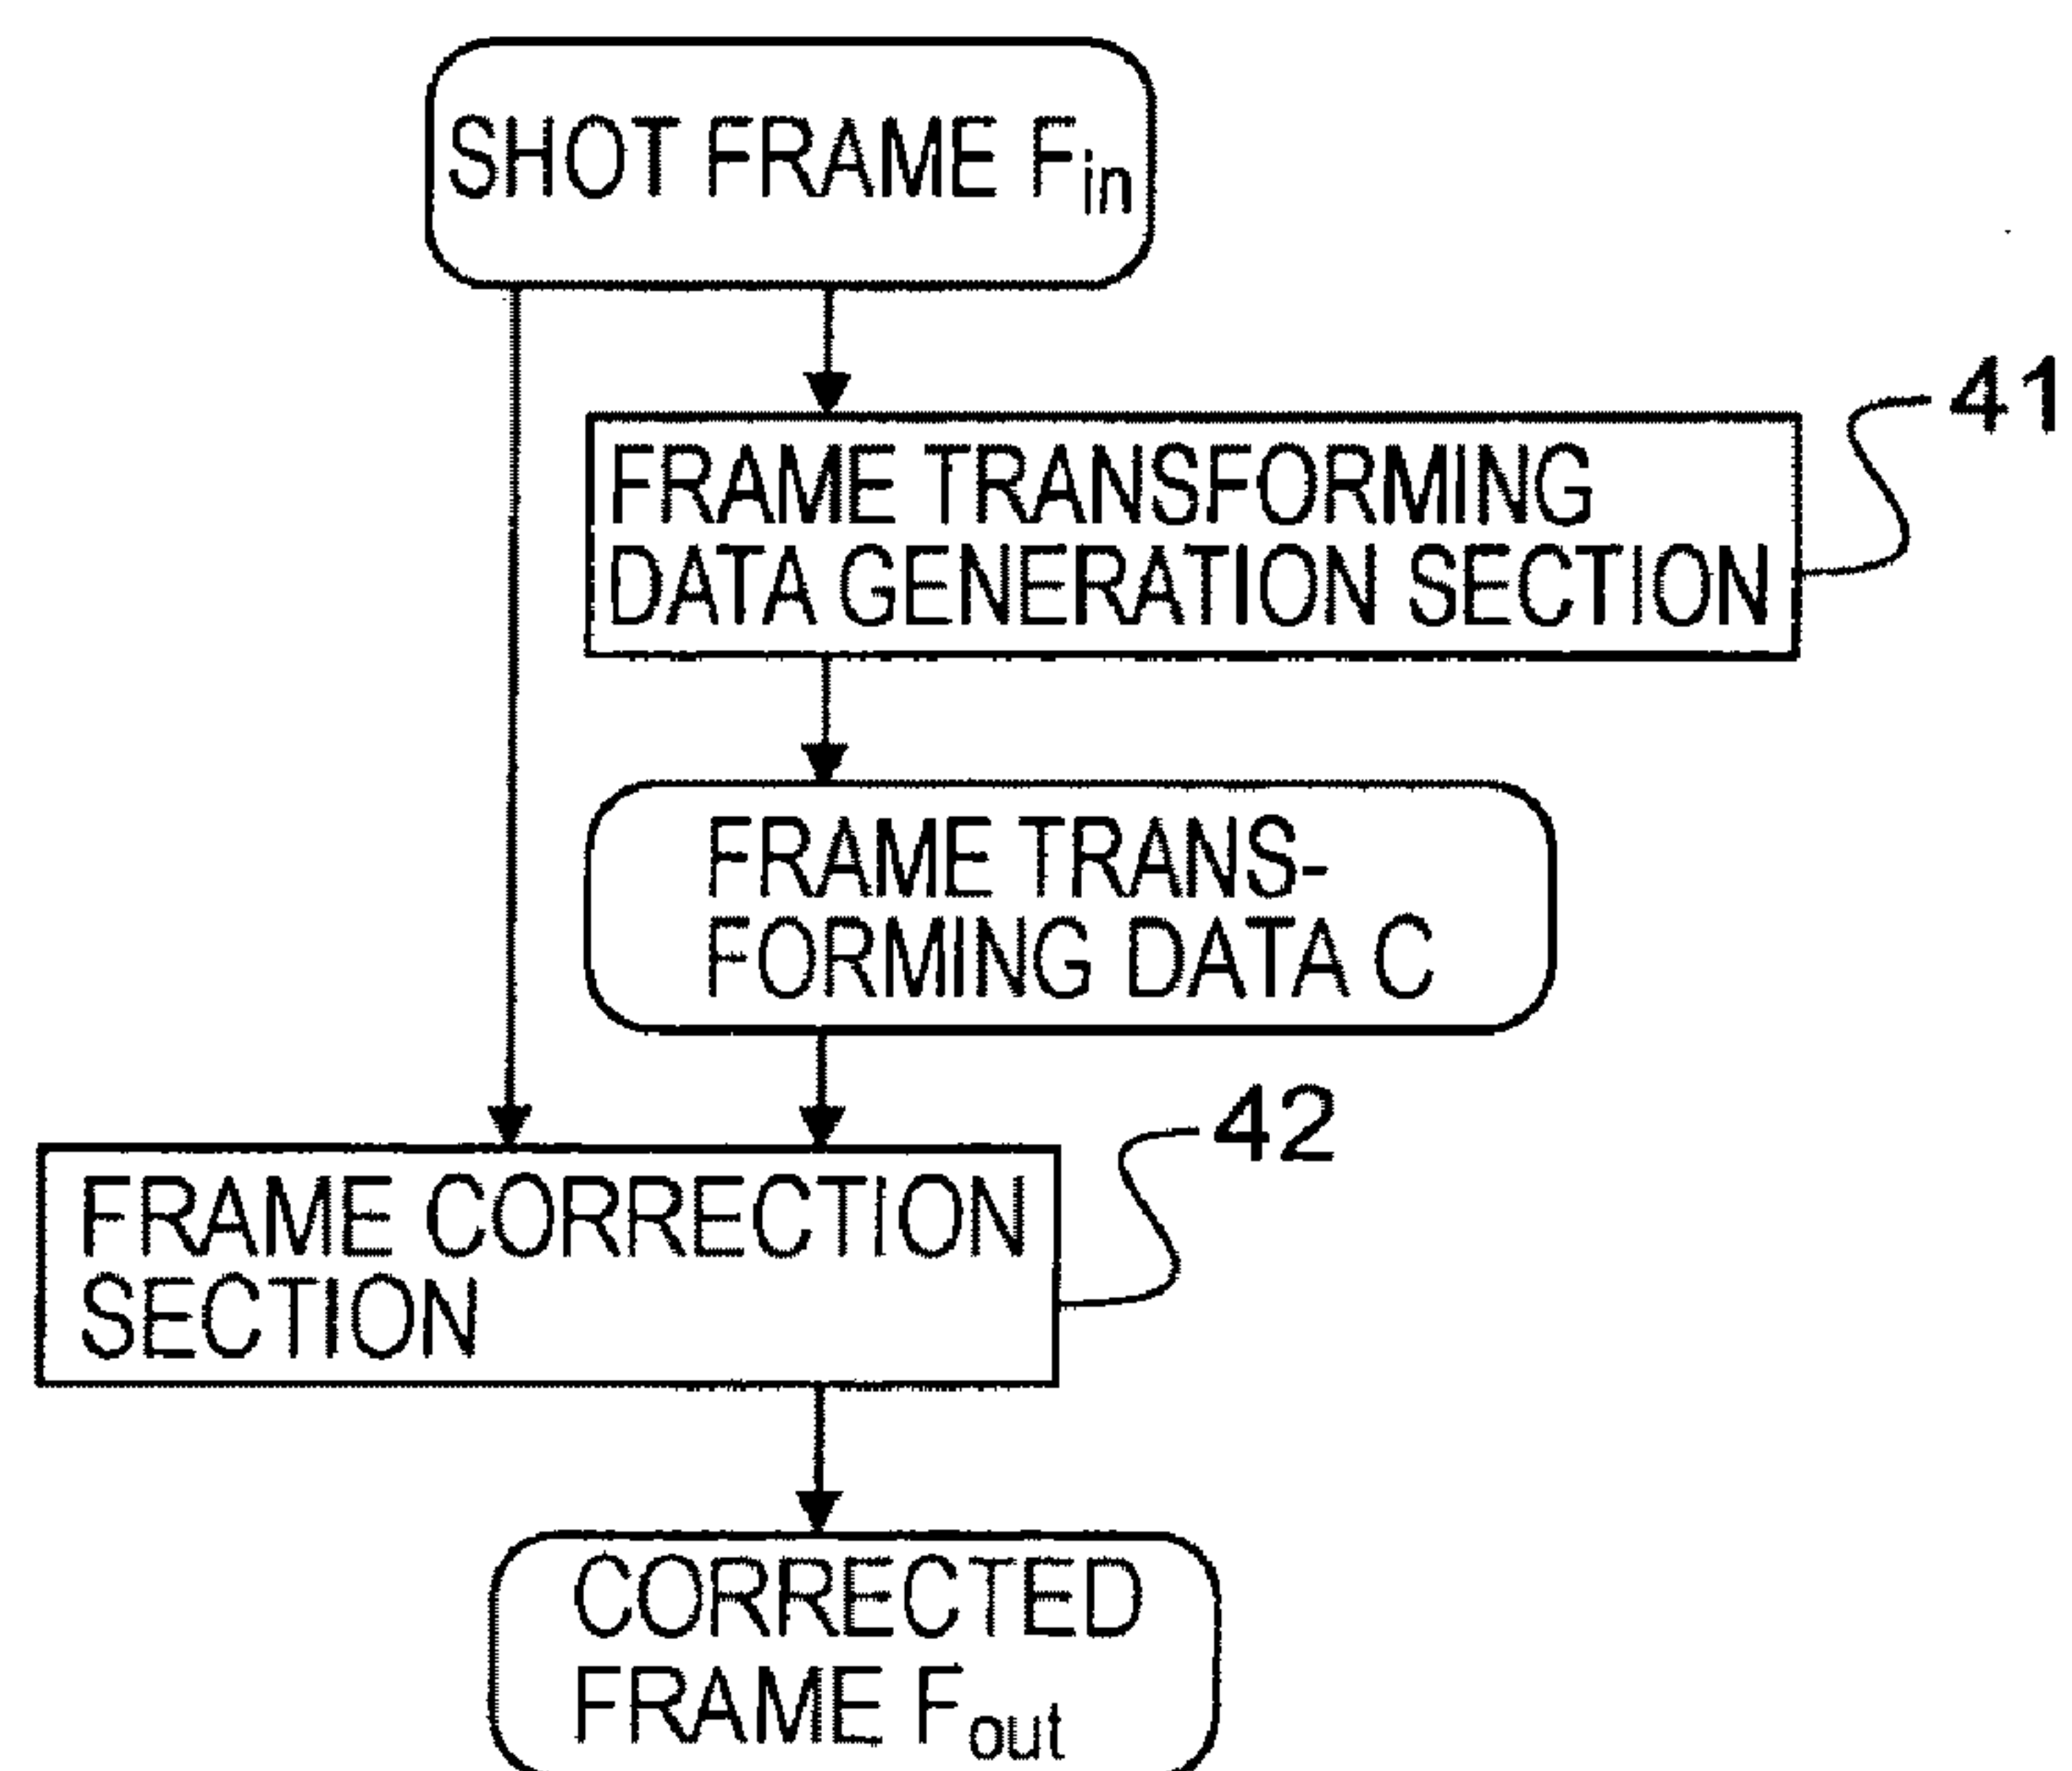 SHOT FRAME Fin
41
FRAME TRANSFORMING
DATA GENERATION SECTION
FRAME TRANS-
FORMING DATA C
42
FRAME CORRECTION
SECTION
CORRECTED
FRAME Fout